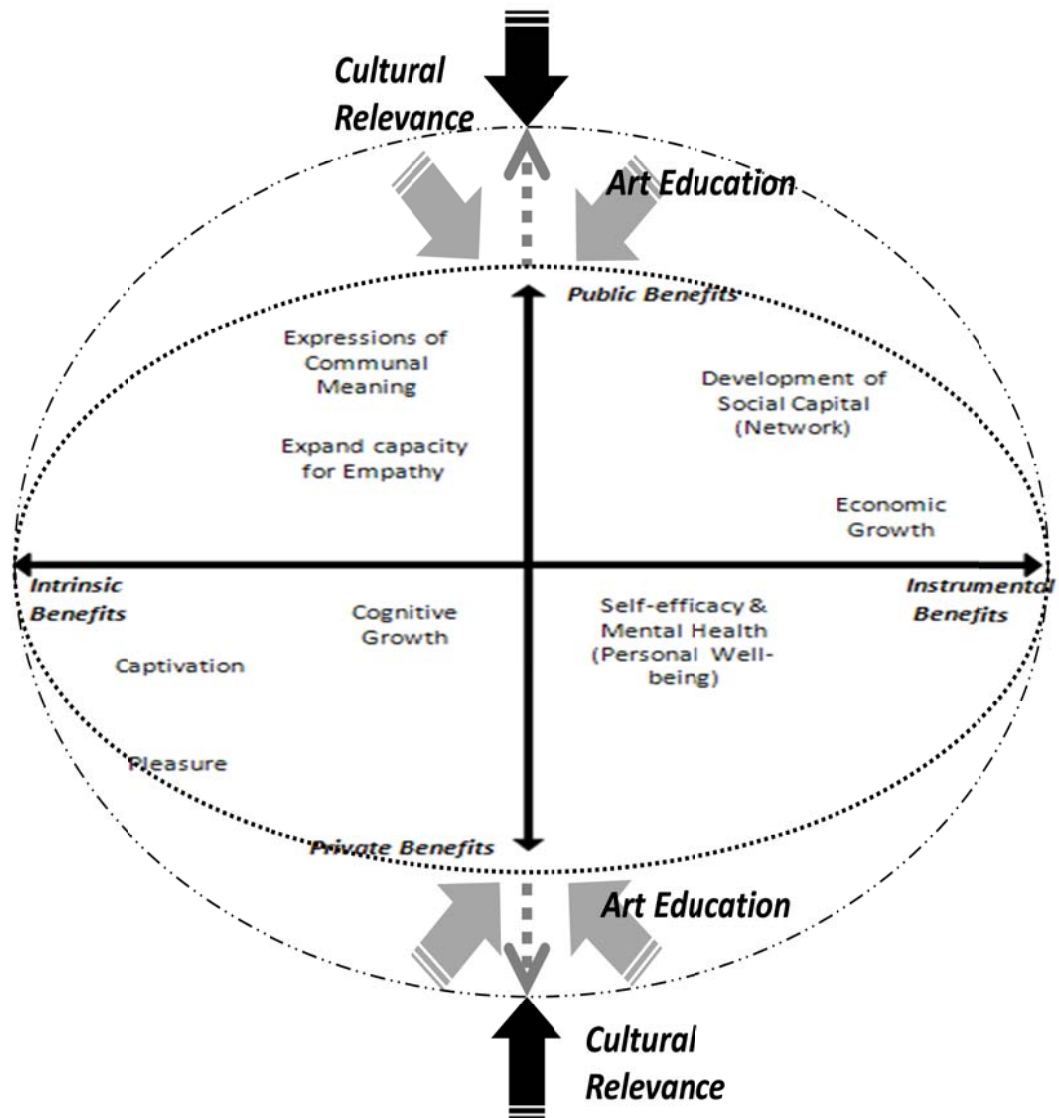 Cultural
Relevance
Art Education
Public Benefits
Expressions of
Communal
Meaning
Development of
Social Capital
(Network)
Expand capacity
for Empathy
Economic
Growth
Intrinsic
Benefits
Instrumental
Benefits
Cognitive
Growth
Self-efficacy &
Mental Health
(Personal Well-
being)
Captivation
Pleasure
Private Benefits
Art Education
Cultural
Relevance